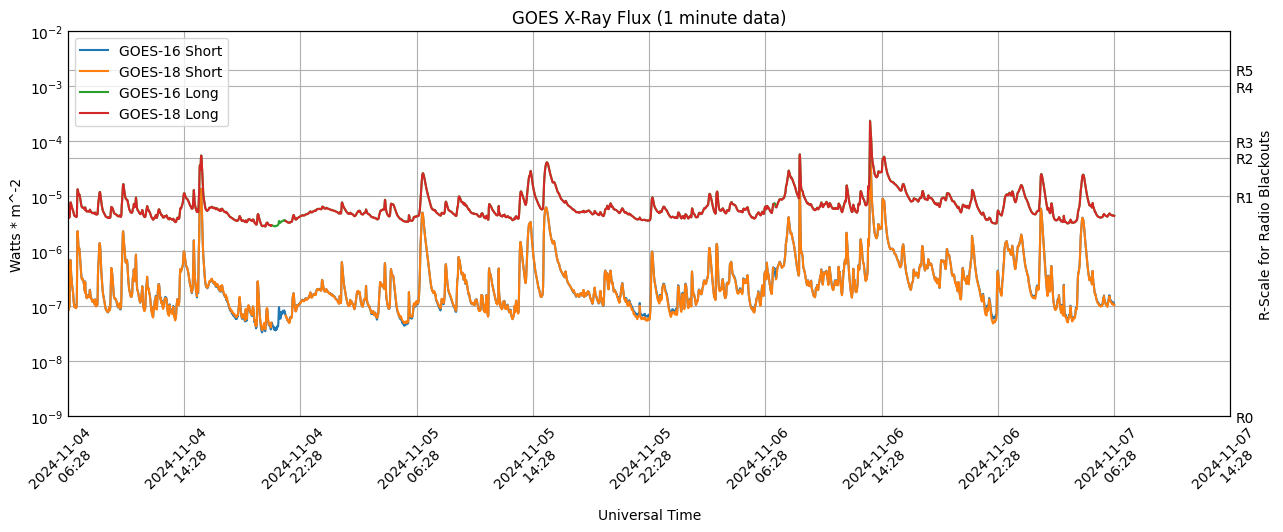 GOES X-Ray Flux (1 minute data)
GOES-16 Short
GOES-18 Short
GOES-16 Long
GOES-18 Long
Watts * m^-2
10^-2
10^-3
10^-4
10^-5
10^-6
10^-7
10^-8
10^-9
R5
R4
R3
R2
R1
R0
R-Scale for Radio Blackouts
2024-11-04
06:28
2024-11-04
14:28
2024-11-04
22:28
2024-11-05
06:28
2024-11-05
14:28
2024-11-05
22:28
2024-11-06
06:28
2024-11-06
14:28
2024-11-06
22:28
2024-11-07
06:28
2024-11-07
14:28
Universal Time